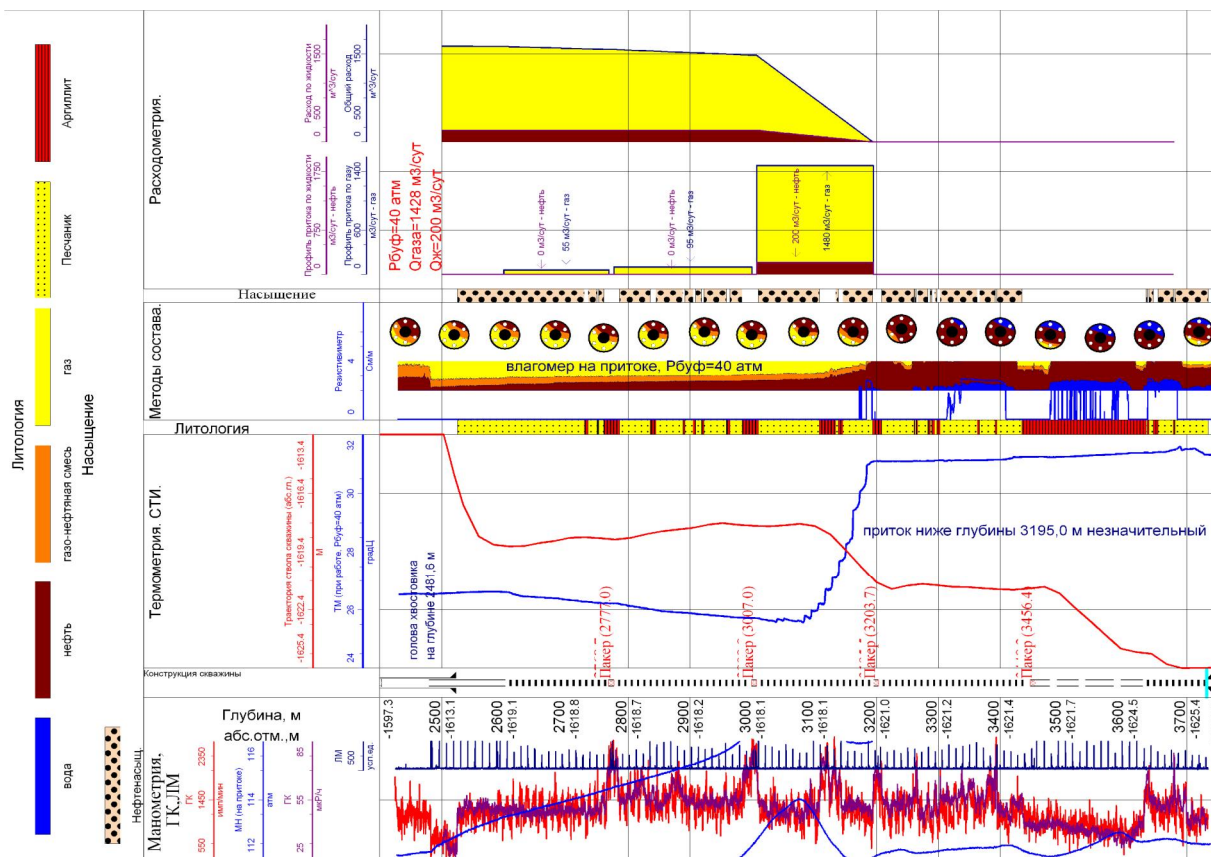 Литология
Аргиллит
Песчаник
газ
газо-нефтяная смесь
нефть
вода
Насыщение
Нефтенасыщ.
Расходометрия.
Расход по жидкости
м^3/сут
0 500 1500
Общий расход
м^3/сут
0 500 1500
Профиль притока по жидкости
м3/сут - нефть
0 750 1750
Профиль притока по газу
м3/сут - газ
0 600 1400
Рбуф=40 атм
Qгаза=1428 м3/сут
Qж=200 м3/сут
0 м3/сут - нефть
55 м3/сут - газ
0 м3/сут - нефть
95 м3/сут - газ
200 м3/сут - нефть
1480 м3/сут - газ
Насыщение
Методы состава.
Резистивиметр
См/м
0 4
влагомер на притоке, Рбуф=40 атм
Литология
Термометрия. СТИ.
Траектория ствола скважины (абс.гл.)
М
-1625.4 -1622.4 -1619.4 -1616.4 -1613.4
ТМ (при работе, Рбуф=40 атм)
градЦ
24 26 28 30 32
голова хвостовика
на глубине 2481,6 м
приток ниже глубины 3195,0 м незначительный
Пакер (2777.0)
Пакер (3007.0)
Пакер (3203.7)
Пакер (3456.4)
Конструкция скважины
Глубина, м
абс.отм.,м
-1597.3
2500 -1613.1
2600 -1619.1
2700 -1618.8
2800 -1618.7
2900 -1618.2
3000 -1618.1
3100 -1618.1
3200 -1621.0
3300 -1621.2
3400 -1621.4
3500 -1621.7
3600 -1624.5
3700 -1625.4
Манометрия.
ГК.ЛМ
ГК
имп/мин
550 1450 2350
МН (на притоке)
атм
112 114 116
ГК
мкР/ч
25 55 85
ЛМ
усл.ед.
500